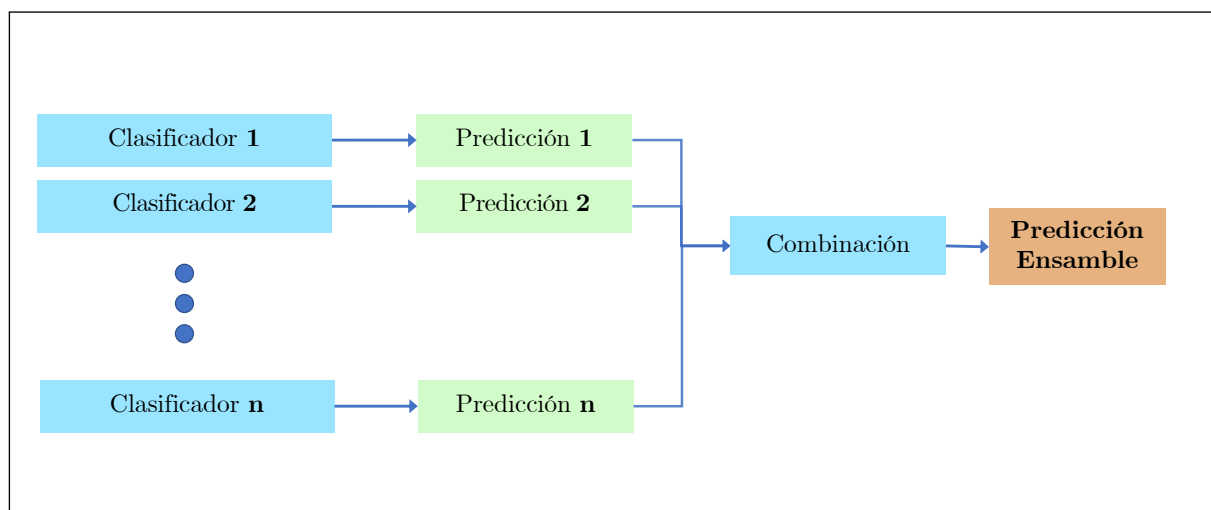 Clasificador 1
Predicción 1
Clasificador 2
Predicción 2
Combinación
Predicción
Ensamble
Clasificador n
Predicción n